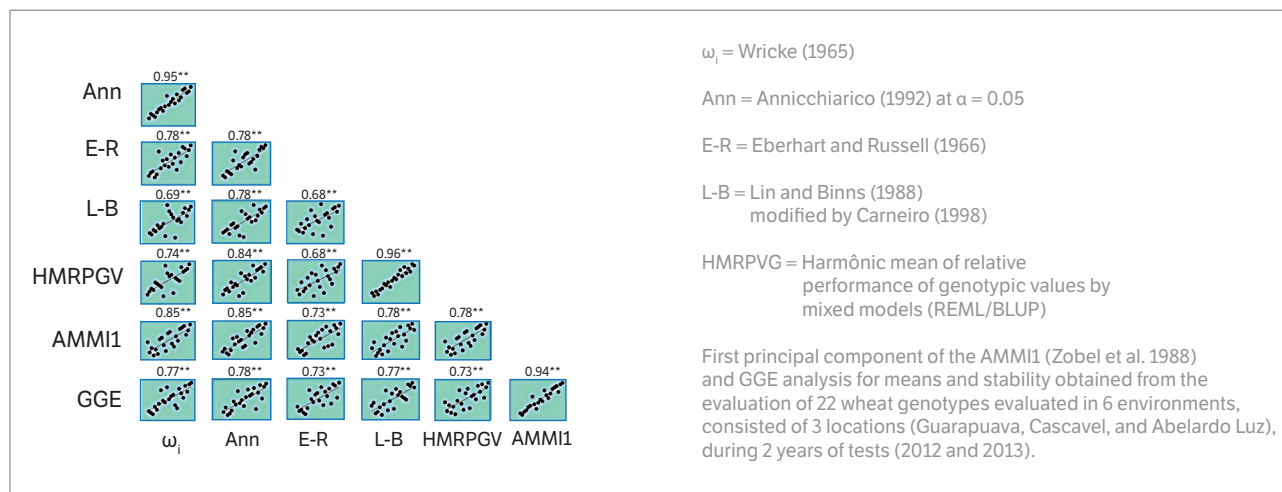 0.95**
Ann
0.78** 0.78**
E-R
0.69** 0.78** 0.68**
L-B
0.74** 0.84** 0.68** 0.96**
HMRPGV
0.85** 0.85** 0.73** 0.78** 0.78**
AMMI1
0.77** 0.78** 0.73** 0.77** 0.73** 0.94**
GGE
ωi Ann E-R L-B HMRPGV AMMI1
ωi = Wricke (1965)
Ann = Annicchiarico (1992) at α = 0.05
E-R = Eberhart and Russell (1966)
L-B = Lin and Binns (1988)
modified by Carneiro (1998)
HMRPVG = Harmônic mean of relative
performance of genotypic values by
mixed models (REML/BLUP)
First principal component of the AMMI1 (Zobel et al. 1988)
and GGE analysis for means and stability obtained from the
evaluation of 22 wheat genotypes evaluated in 6 environments,
consisted of 3 locations (Guarapuava, Cascavel, and Abelardo Luz),
during 2 years of tests (2012 and 2013).